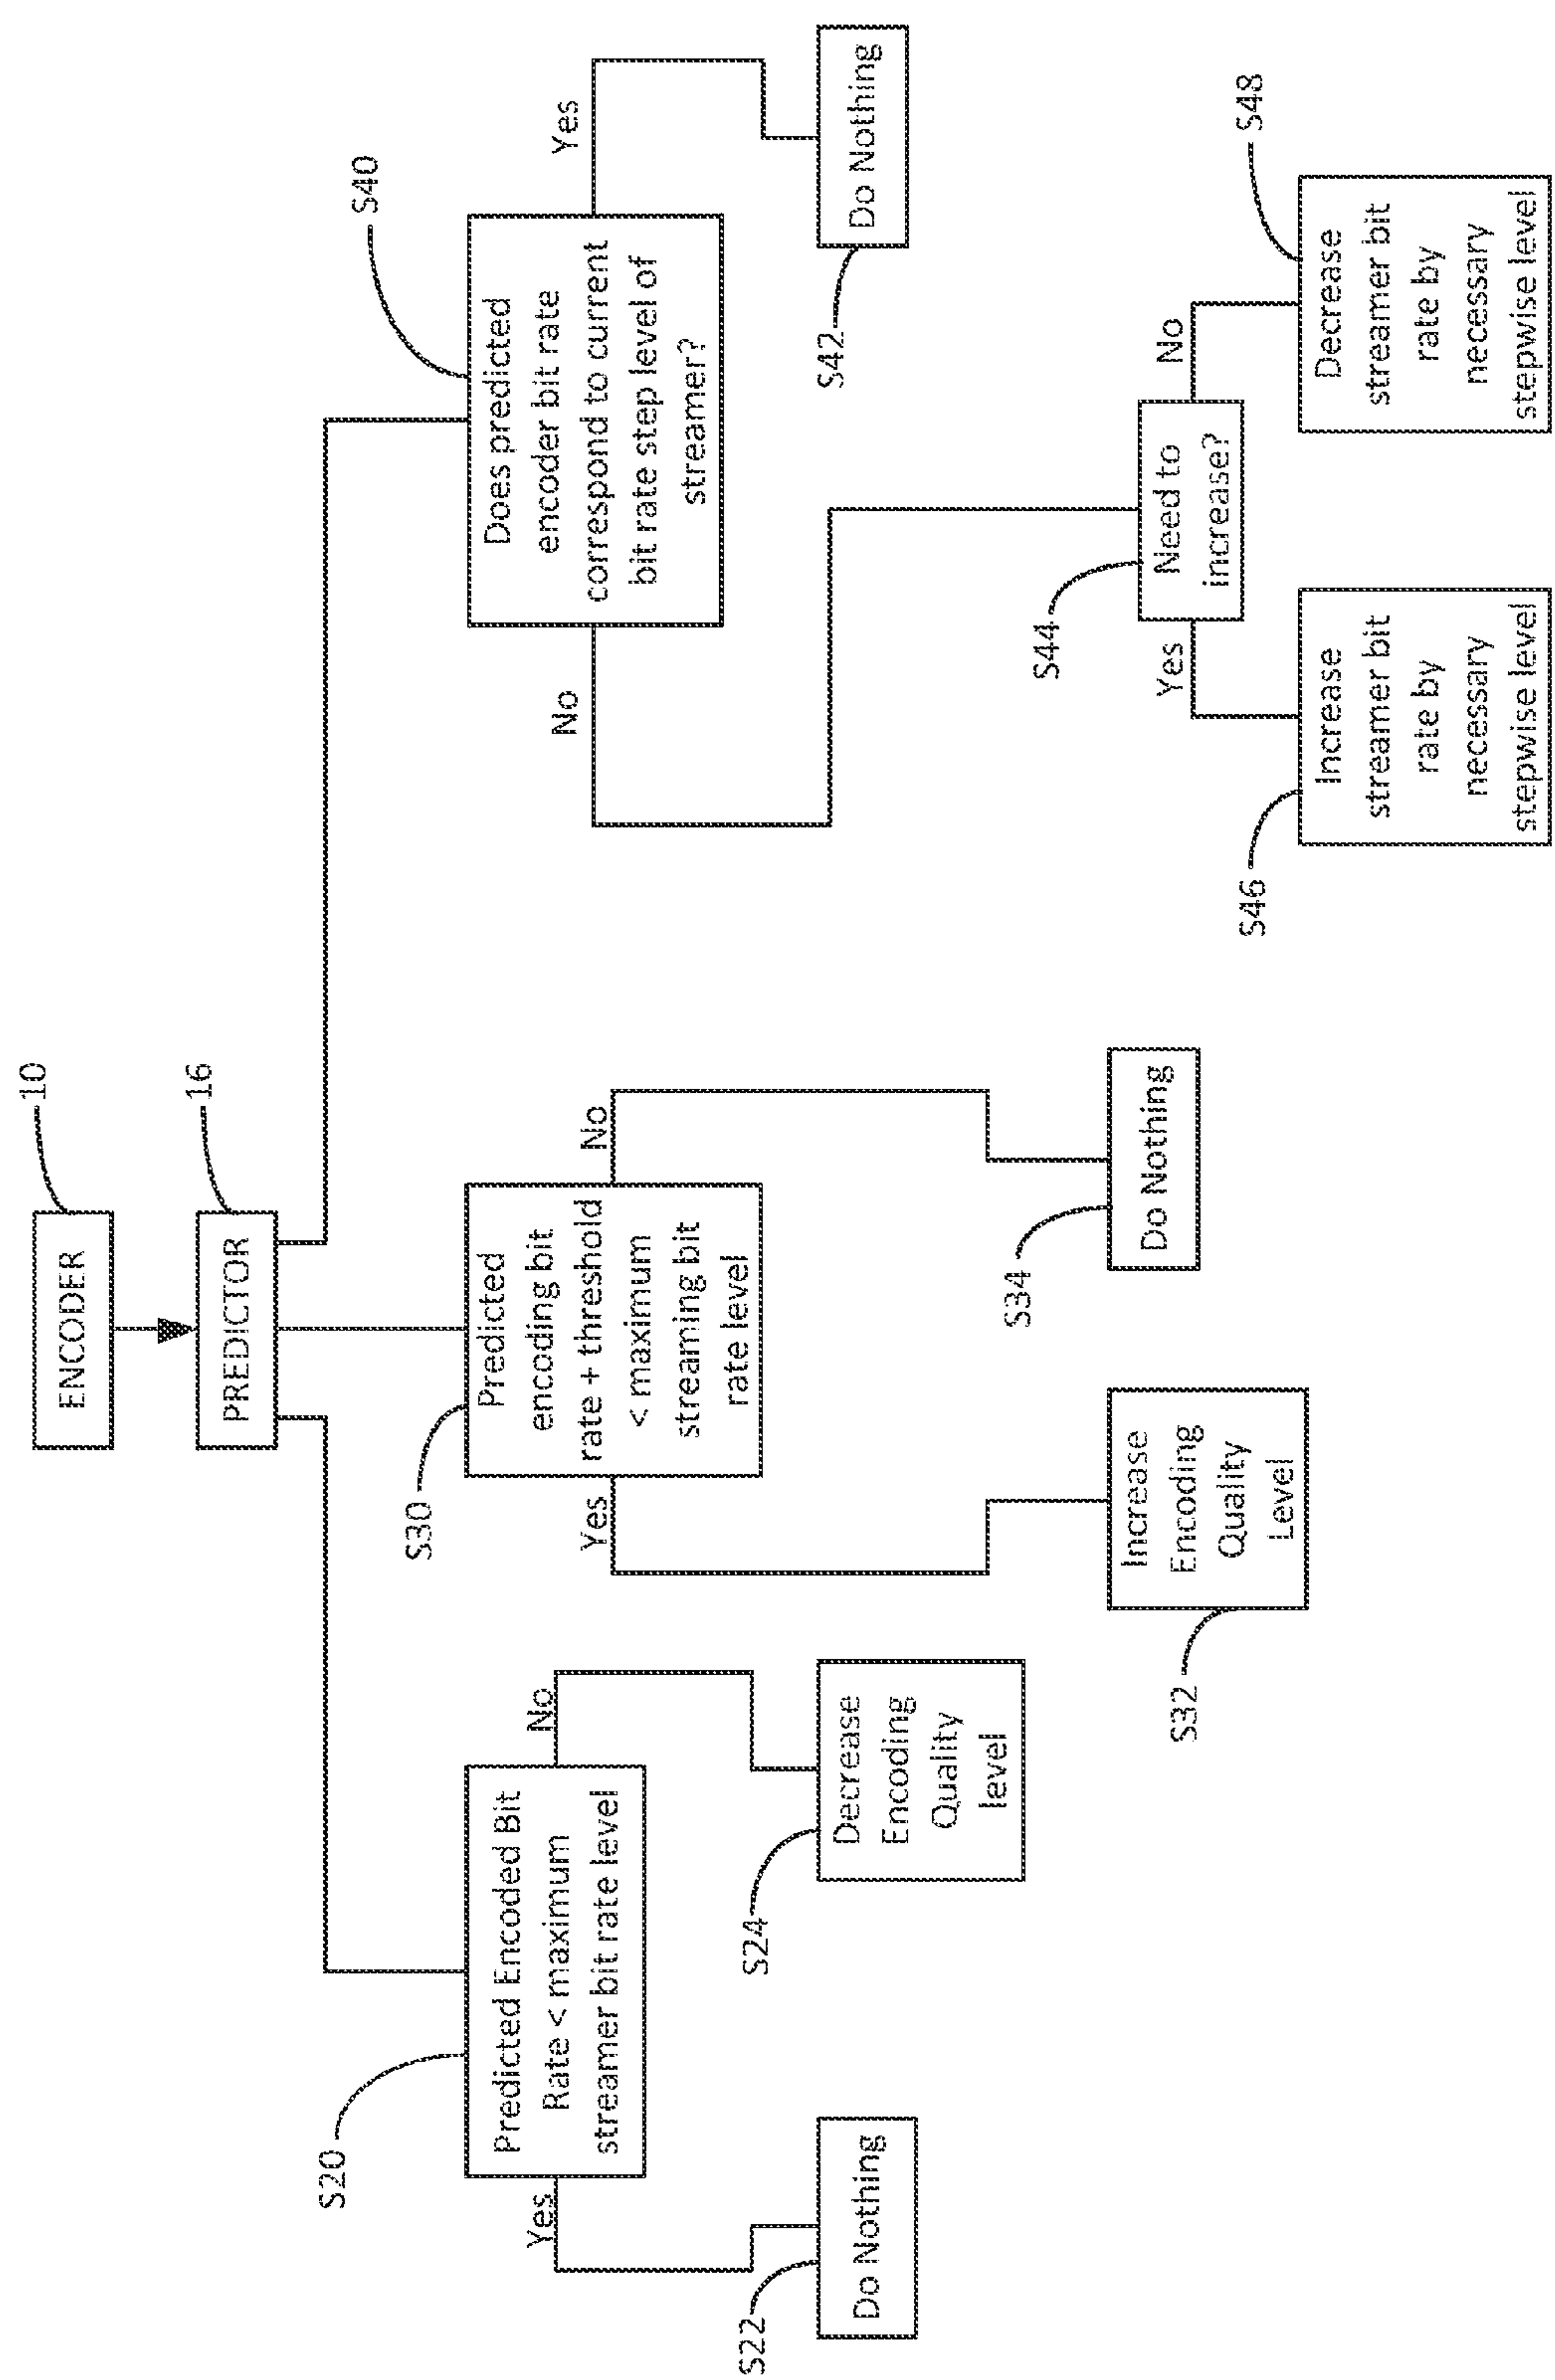 10
ENCODER
16
PREDICTOR
S20
Predicted Encoded Bit
Rate < maximum
streamer bit rate level
Yes
No
S22
Do Nothing
S24
Decrease
Encoding
Quality
level
S30
Predicted
encoding bit
rate + threshold
< maximum
streaming bit
rate level
Yes
No
S32
Increase
Encoding
Quality
Level
S34
Do Nothing
S40
Does predicted
encoder bit rate
correspond to current
bit rate step level of
streamer?
No
Yes
S42
Do Nothing
S44
Need to
increase?
Yes
No
S46
Increase
streamer bit
rate by
necessary
stepwise level
S48
Decrease
streamer bit
rate by
necessary
stepwise level